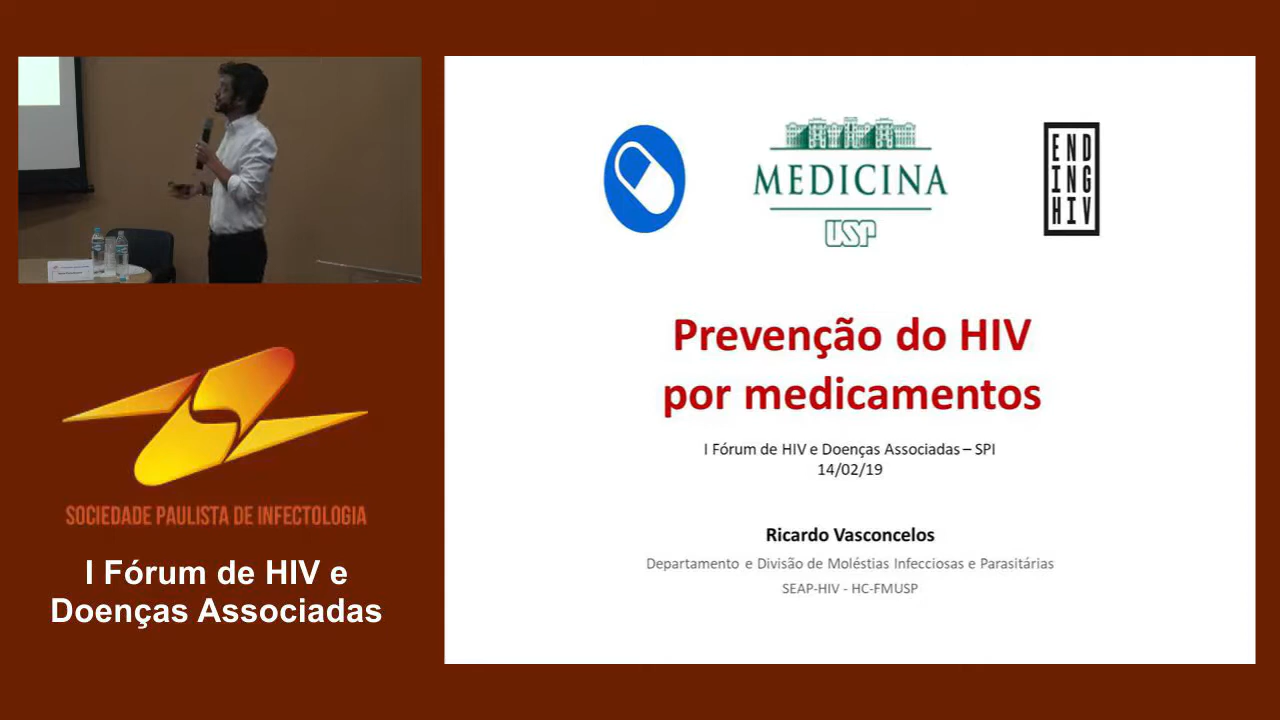 SOCIEDADE PAULISTA DE INFECTOLOGIA
I Fórum de HIV e
Doenças Associadas
MEDICINA
USP
END
ING
HIV
Prevenção do HIV
por medicamentos
I Fórum de HIV e Doenças Associadas – SPI
14/02/19
Ricardo Vasconcelos
Departamento e Divisão de Moléstias Infecciosas e Parasitárias
SEAP-HIV - HC-FMUSP